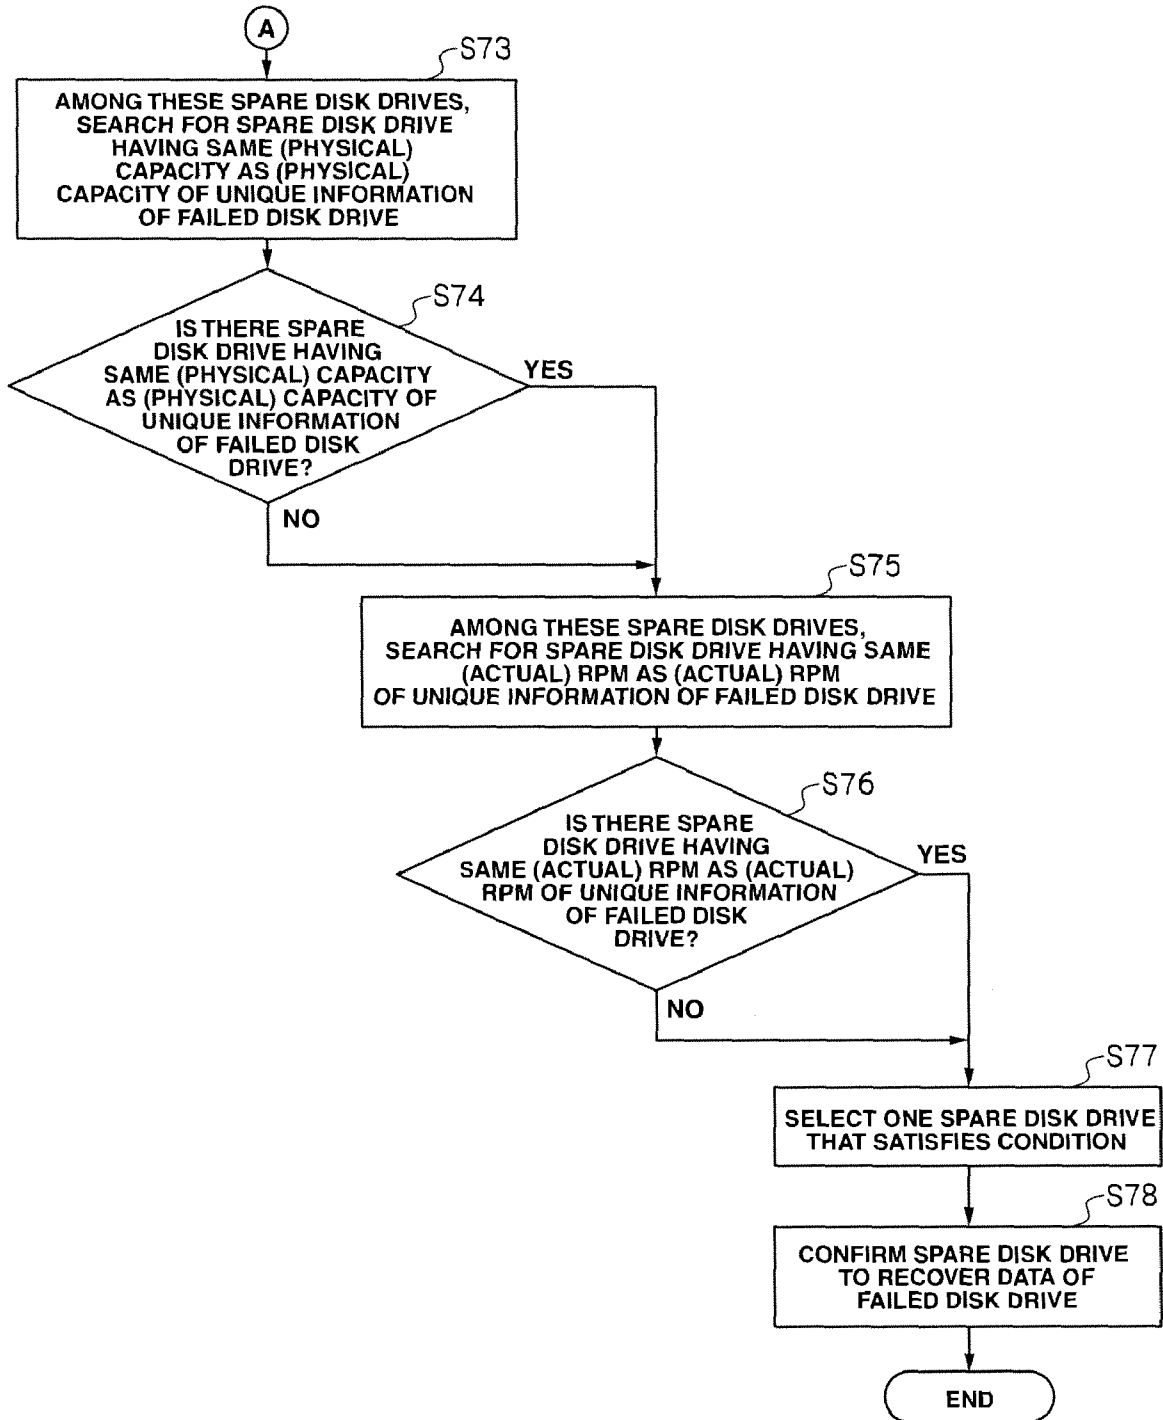 A
S73
AMONG THESE SPARE DISK DRIVES,
SEARCH FOR SPARE DISK DRIVE
HAVING SAME (PHYSICAL)
CAPACITY AS (PHYSICAL)
CAPACITY OF UNIQUE INFORMATION
OF FAILED DISK DRIVE
S74
IS THERE SPARE
DISK DRIVE HAVING
SAME (PHYSICAL) CAPACITY
AS (PHYSICAL) CAPACITY OF
UNIQUE INFORMATION
OF FAILED DISK
DRIVE?
YES
NO
S75
AMONG THESE SPARE DISK DRIVES,
SEARCH FOR SPARE DISK DRIVE HAVING SAME
(ACTUAL) RPM AS (ACTUAL) RPM
OF UNIQUE INFORMATION OF FAILED DISK DRIVE
S76
IS THERE SPARE
DISK DRIVE HAVING
SAME (ACTUAL) RPM AS (ACTUAL)
RPM OF UNIQUE INFORMATION
OF FAILED DISK
DRIVE?
YES
NO
S77
SELECT ONE SPARE DISK DRIVE
THAT SATISFIES CONDITION
S78
CONFIRM SPARE DISK DRIVE
TO RECOVER DATA OF
FAILED DISK DRIVE
END